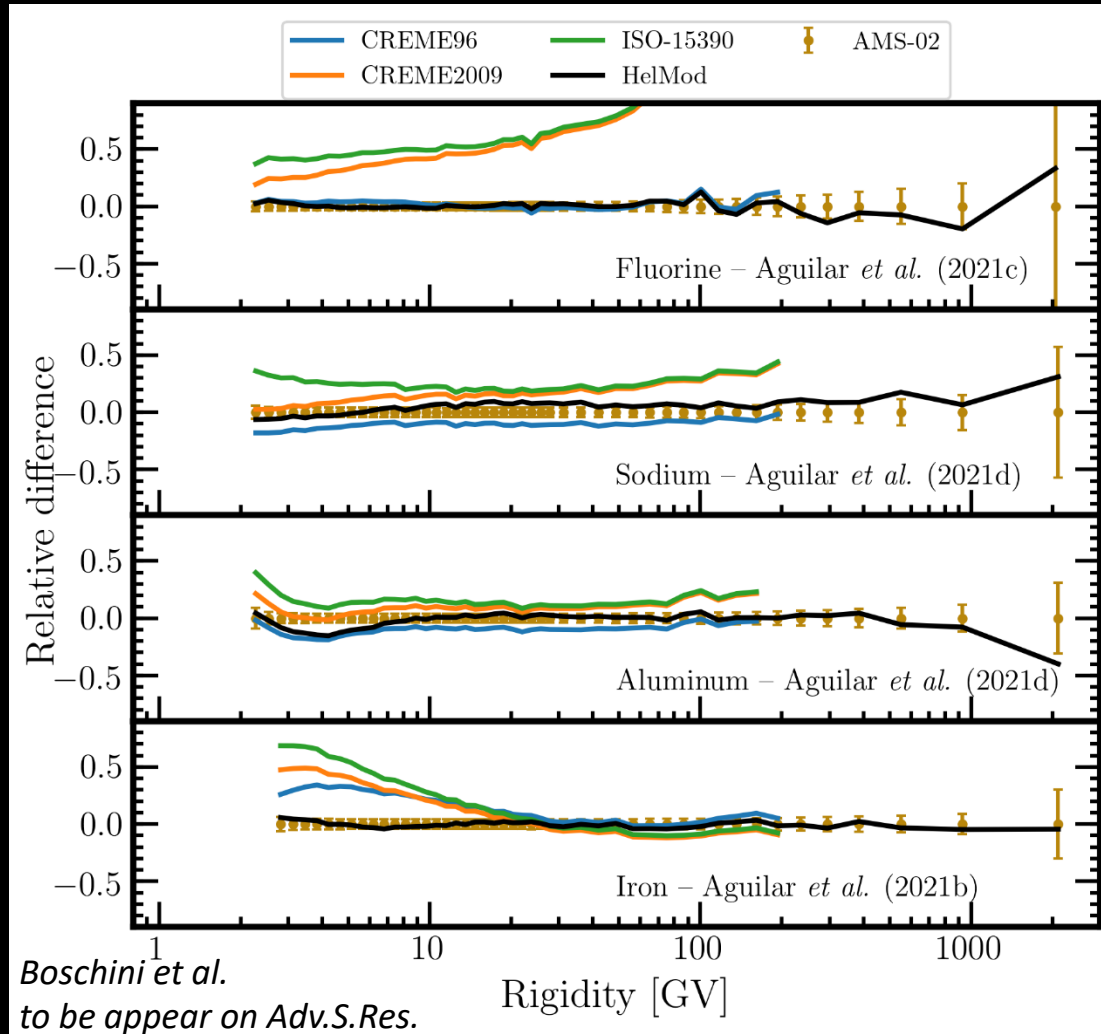 CREME96 ISO-15390 AMS-02
CREME2009 HelMod
0.5
0.0
−0.5
Fluorine – Aguilar et al. (2021c)
0.5
0.0
−0.5
Sodium – Aguilar et al. (2021d)
0.5
0.0
−0.5
Aluminum – Aguilar et al. (2021d)
0.5
0.0
−0.5
Iron – Aguilar et al. (2021b)
Relative difference
1 10 100 1000
Rigidity [GV]
Boschini et al.
to be appear on Adv.S.Res.